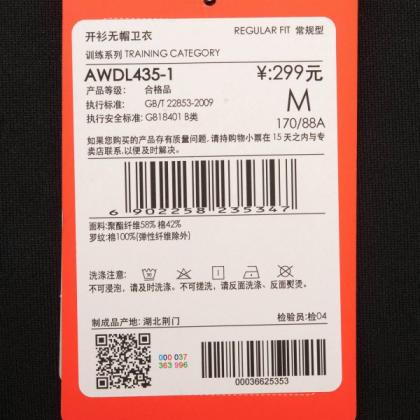 开衫无帽卫衣 REGULAR FIT 常规型
训练系列 TRAINING CATEGORY
AWDL435-1 ¥:299元
产品等级: 合格品 M
执行标准: GB/T 22853-2009
执行安全标准: GB18401 B类 170/88A
如果您购买的产品存有质量问题, 请持购物小票在 15 天之内与专
卖店联系,以便及时解决。
6 902258 235347
面料:聚酯纤维58% 棉42%
罗纹:棉100%(弹性纤维除外)
洗涤注意:
不可浸泡, 请及时洗涤。不可搓洗, 请反面洗涤、反面熨烫。
制成品产地: 湖北荆门 检验员:检04
000 037
363 996
00036625353